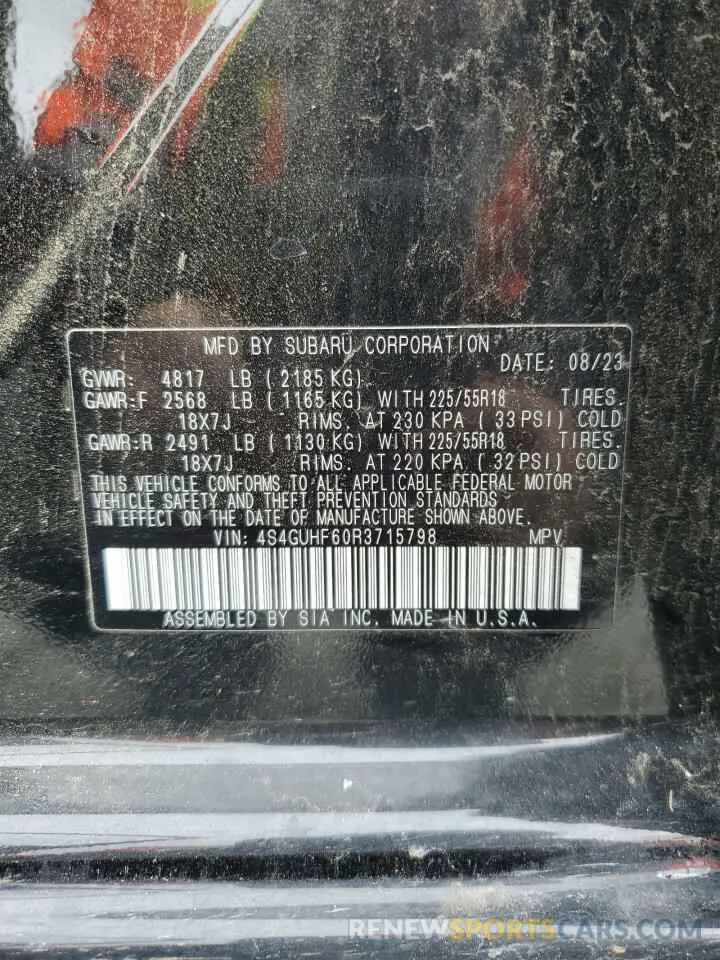 MFD BY SUBARU CORPORATION
DATE: 08/23
GVWR: 4817 LB ( 2185 KG)
GAWR:F 2568 LB ( 1165 KG) WITH 225/55R18 TIRES.
18X7J RIMS. AT 230 KPA ( 33 PSI) COLD
GAWR:R 2491 LB ( 1130 KG) WITH 225/55R18 TIRES.
18X7J RIMS. AT 220 KPA ( 32 PSI) COLD
THIS VEHICLE CONFORMS TO ALL APPLICABLE FEDERAL MOTOR
VEHICLE SAFETY AND THEFT PREVENTION STANDARDS
IN EFFECT ON THE DATE OF MANUFACTURE SHOWN ABOVE.
VIN: 4S4GUHF60R3715798 MPV
ASSEMBLED BY SIA INC. MADE IN U.S.A.
RENEWSPORTSCARS.COM